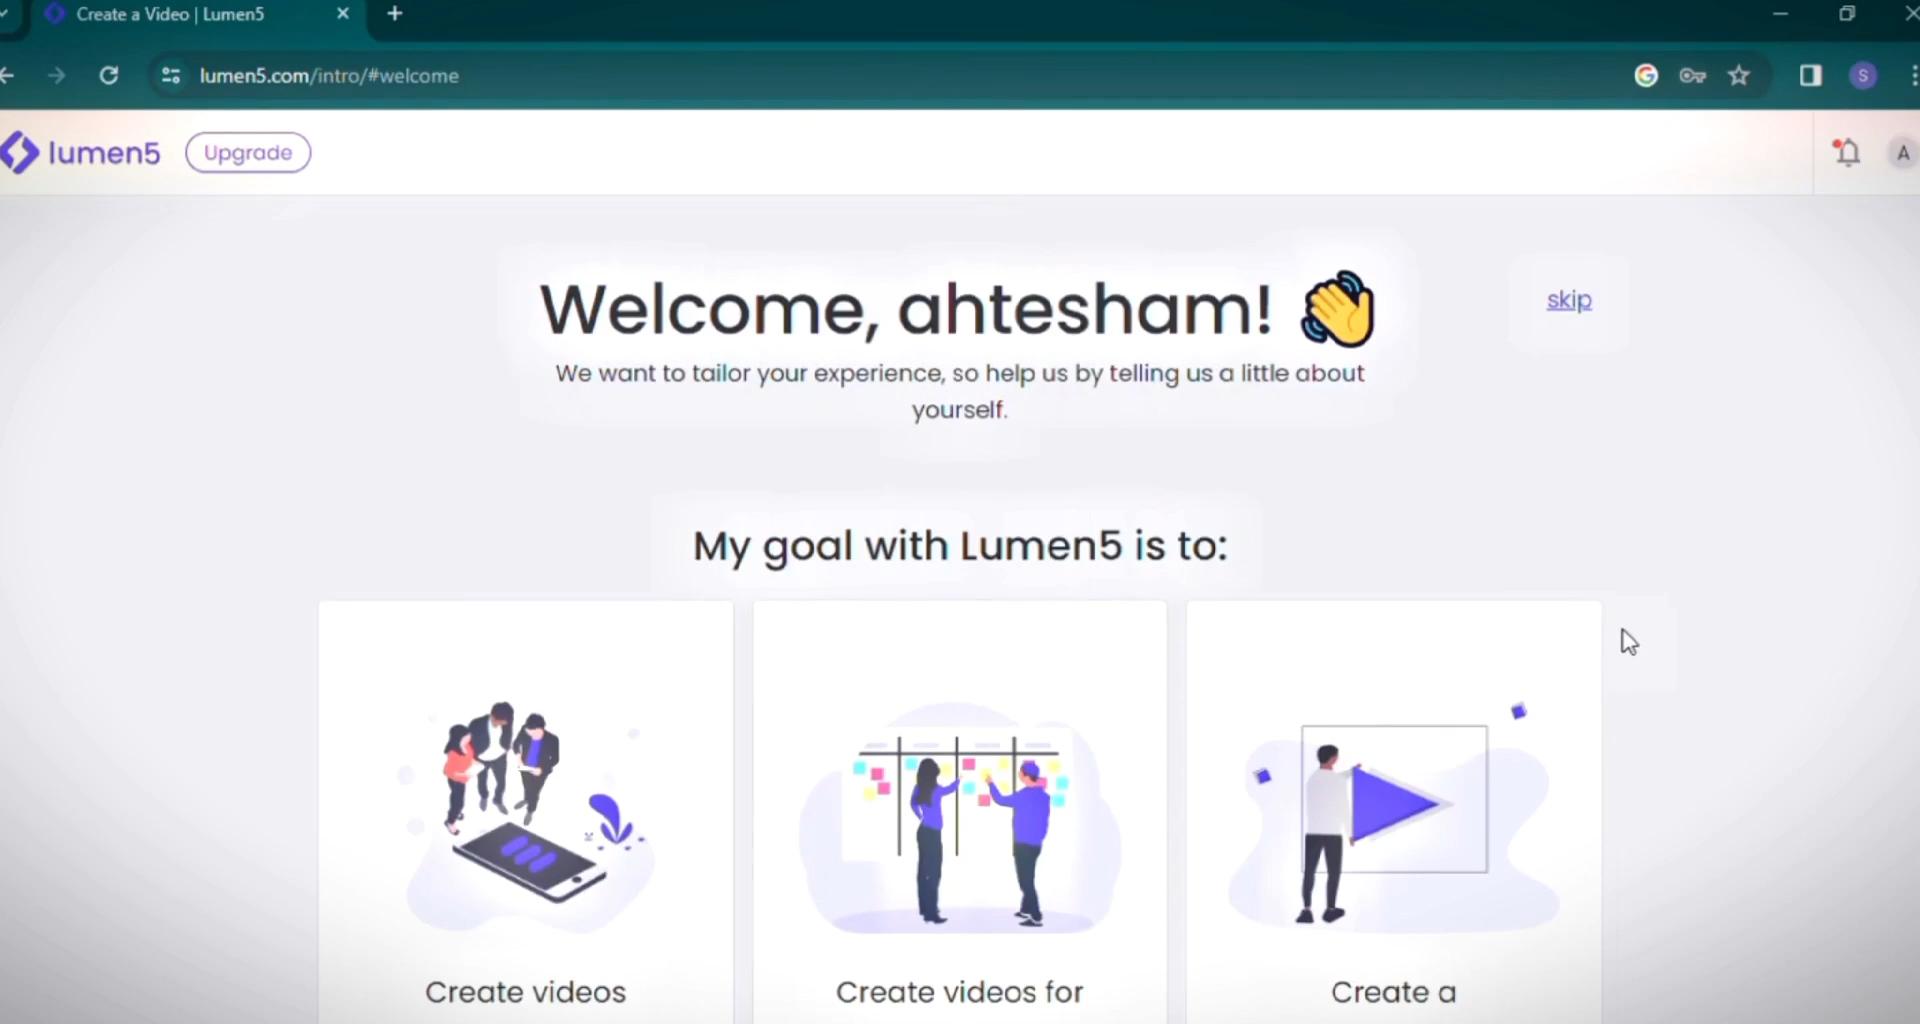 Create a Video | Lumen5
lumen5.com/intro/#welcome
S
lumen5
Upgrade
A
Welcome, ahtesham! 👋
skip
We want to tailor your experience, so help us by telling us a little about
yourself.
My goal with Lumen5 is to:
Create videos
Create videos for
Create a